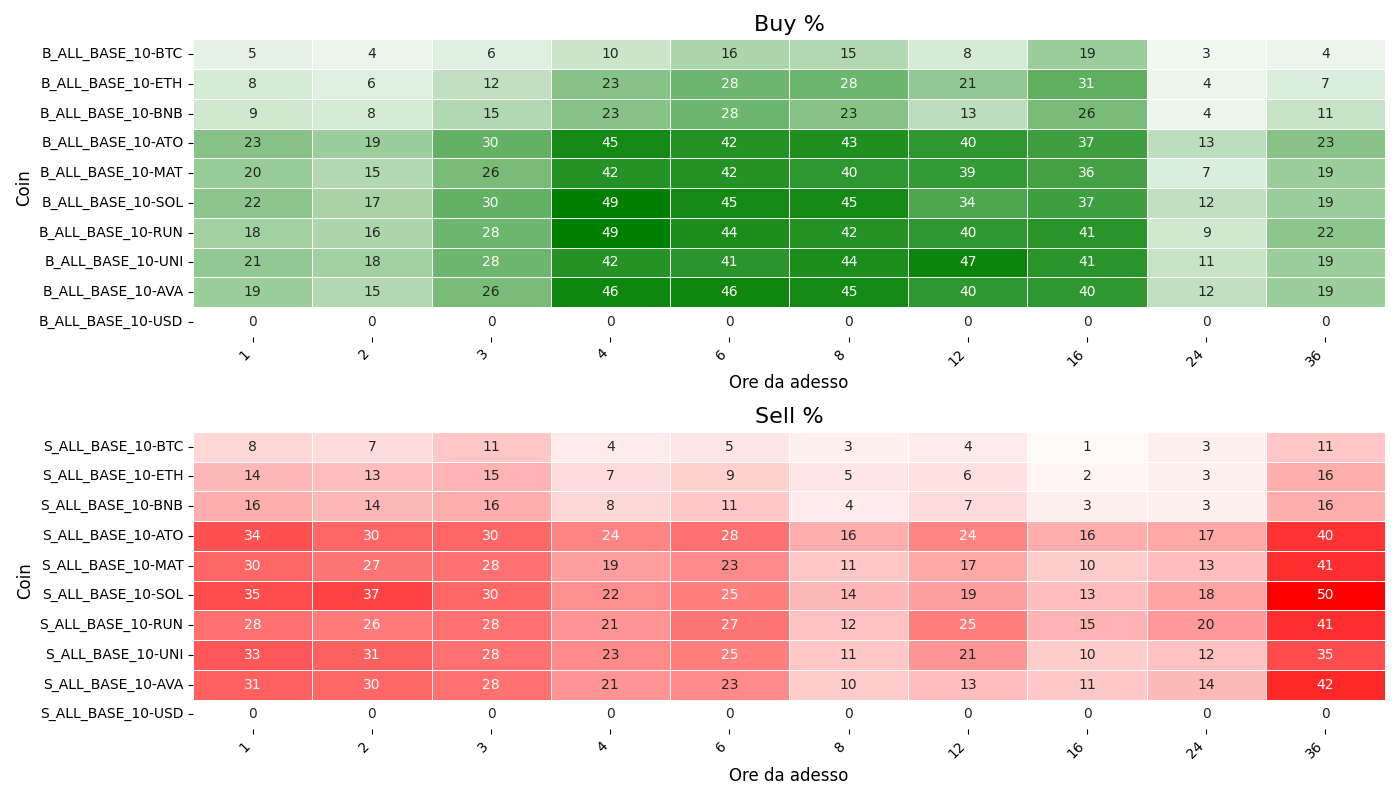 Buy %
Coin
B_ALL_BASE_10-BTC 5 4 6 10 16 15 8 19 3 4
B_ALL_BASE_10-ETH 8 6 12 23 28 28 21 31 4 7
B_ALL_BASE_10-BNB 9 8 15 23 28 23 13 26 4 11
B_ALL_BASE_10-ATO 23 19 30 45 42 43 40 37 13 23
B_ALL_BASE_10-MAT 20 15 26 42 42 40 39 36 7 19
B_ALL_BASE_10-SOL 22 17 30 49 45 45 34 37 12 19
B_ALL_BASE_10-RUN 18 16 28 49 44 42 40 41 9 22
B_ALL_BASE_10-UNI 21 18 28 42 41 44 47 41 11 19
B_ALL_BASE_10-AVA 19 15 26 46 46 45 40 40 12 19
B_ALL_BASE_10-USD 0 0 0 0 0 0 0 0 0 0
1 2 3 4 6 8 12 16 24 36
Ore da adesso
Sell %
Coin
S_ALL_BASE_10-BTC 8 7 11 4 5 3 4 1 3 11
S_ALL_BASE_10-ETH 14 13 15 7 9 5 6 2 3 16
S_ALL_BASE_10-BNB 16 14 16 8 11 4 7 3 3 16
S_ALL_BASE_10-ATO 34 30 30 24 28 16 24 16 17 40
S_ALL_BASE_10-MAT 30 27 28 19 23 11 17 10 13 41
S_ALL_BASE_10-SOL 35 37 30 22 25 14 19 13 18 50
S_ALL_BASE_10-RUN 28 26 28 21 27 12 25 15 20 41
S_ALL_BASE_10-UNI 33 31 28 23 25 11 21 10 12 35
S_ALL_BASE_10-AVA 31 30 28 21 23 10 13 11 14 42
S_ALL_BASE_10-USD 0 0 0 0 0 0 0 0 0 0
1 2 3 4 6 8 12 16 24 36
Ore da adesso